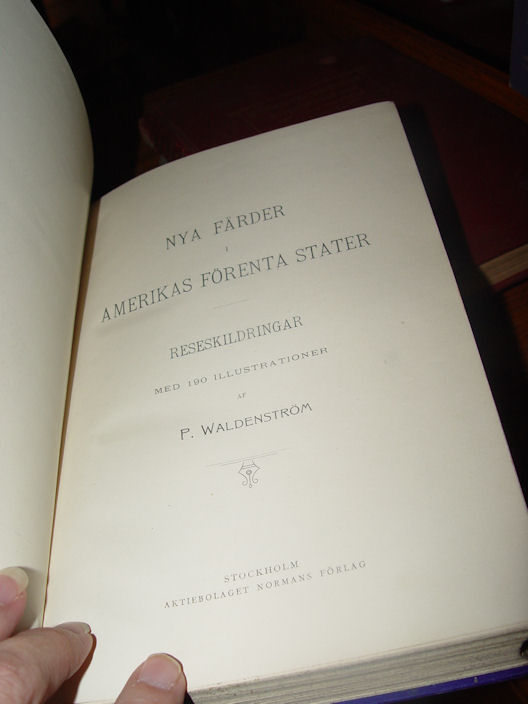 NYA FÄRDER
I
AMERIKAS FÖRENTA STATER
RESESKILDRINGAR
MED 190 ILLUSTRATIONER
AF
P. WALDENSTRÖM
STOCKHOLM
AKTIEBOLAGET NORMANS FÖRLAG